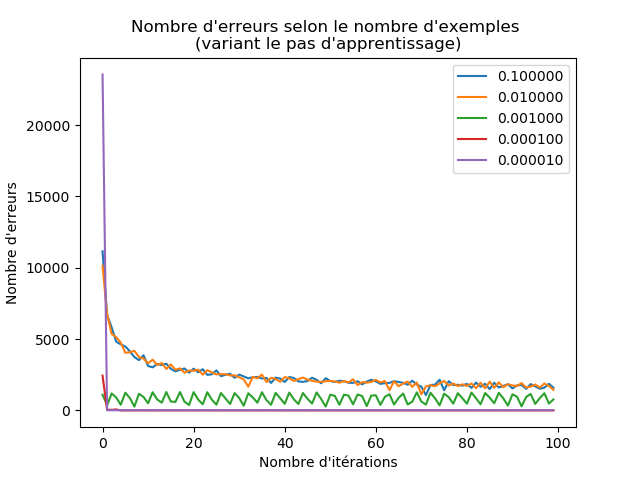 Nombre d'erreurs selon le nombre d'exemples
(variant le pas d'apprentissage)
0.100000
0.010000
0.001000
0.000100
0.000010
Nombre d'erreurs
20000
15000
10000
5000
0
0 20 40 60 80 100
Nombre d'itérations